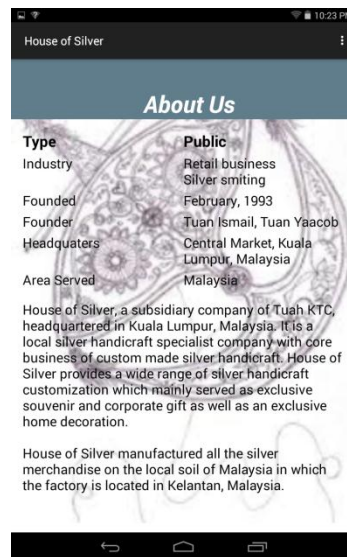 10:23 PM
House of Silver
About Us
Type Public
Industry Retail business
Silver smiting
Founded February, 1993
Founder Tuan Ismail, Tuan Yaacob
Headquaters Central Market, Kuala
Lumpur, Malaysia
Area Served Malaysia
House of Silver, a subsidiary company of Tuah KTC,
headquartered in Kuala Lumpur, Malaysia. It is a
local silver handicraft specialist company with core
business of custom made silver handicraft. House of
Silver provides a wide range of silver handicraft
customization which mainly served as exclusive
souvenir and corporate gift as well as an exclusive
home decoration.
House of Silver manufactured all the silver
merchandise on the local soil of Malaysia in which
the factory is located in Kelantan, Malaysia.